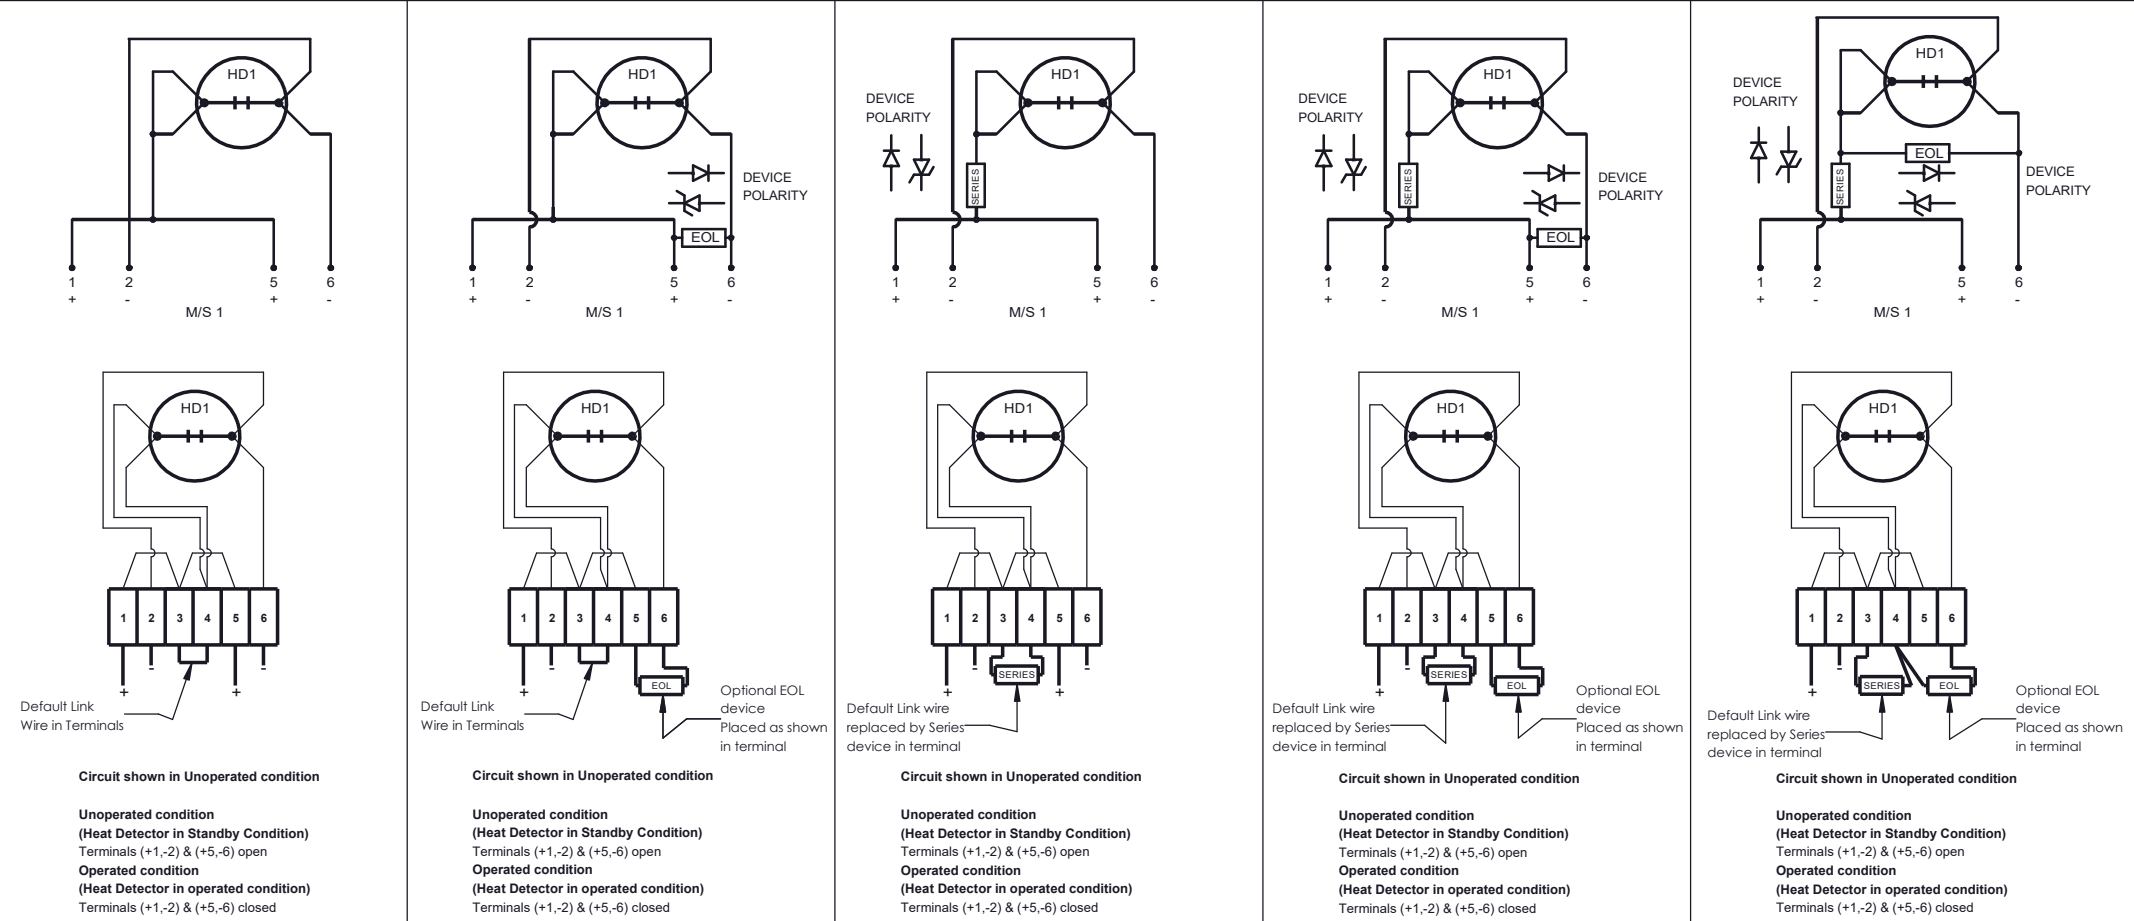 HD1
1 2 5 6
+ - + -
M/S 1
HD1
1 2 3 4 5 6
- -
+ +
Default Link
Wire in Terminals
Circuit shown in Unoperated condition
Unoperated condition
(Heat Detector in Standby Condition)
Terminals (+1,-2) & (+5,-6) open
Operated condition
(Heat Detector in operated condition)
Terminals (+1,-2) & (+5,-6) closed
HD1
DEVICE
POLARITY
EOL
1 2 5 6
+ - + -
M/S 1
HD1
1 2 3 4 5 6
-
+
EOL
Default Link
Wire in Terminals
Optional EOL
device
Placed as shown
in terminal
Circuit shown in Unoperated condition
Unoperated condition
(Heat Detector in Standby Condition)
Terminals (+1,-2) & (+5,-6) open
Operated condition
(Heat Detector in operated condition)
Terminals (+1,-2) & (+5,-6) closed
HD1
DEVICE
POLARITY
SERIES
1 2 5 6
+ - + -
M/S 1
HD1
1 2 3 4 5 6
- -
SERIES
+ +
Default Link wire
replaced by Series
device in terminal
Circuit shown in Unoperated condition
Unoperated condition
(Heat Detector in Standby Condition)
Terminals (+1,-2) & (+5,-6) open
Operated condition
(Heat Detector in operated condition)
Terminals (+1,-2) & (+5,-6) closed
HD1
DEVICE
POLARITY
SERIES
DEVICE
POLARITY
EOL
1 2 5 6
+ - + -
M/S 1
HD1
1 2 3 4 5 6
-
SERIES
+
EOL
Default Link wire
replaced by Series
device in terminal
Optional EOL
device
Placed as shown
in terminal
Circuit shown in Unoperated condition
Unoperated condition
(Heat Detector in Standby Condition)
Terminals (+1,-2) & (+5,-6) open
Operated condition
(Heat Detector in operated condition)
Terminals (+1,-2) & (+5,-6) closed
HD1
DEVICE
POLARITY
EOL
SERIES
DEVICE
POLARITY
1 2 5 6
+ - + -
M/S 1
HD1
1 2 3 4 5 6
-
+
SERIES
EOL
Default Link wire
replaced by Series
device in terminal
Optional EOL
device
Placed as shown
in terminal
Circuit shown in Unoperated condition
Unoperated condition
(Heat Detector in Standby Condition)
Terminals (+1,-2) & (+5,-6) open
Operated condition
(Heat Detector in operated condition)
Terminals (+1,-2) & (+5,-6) closed